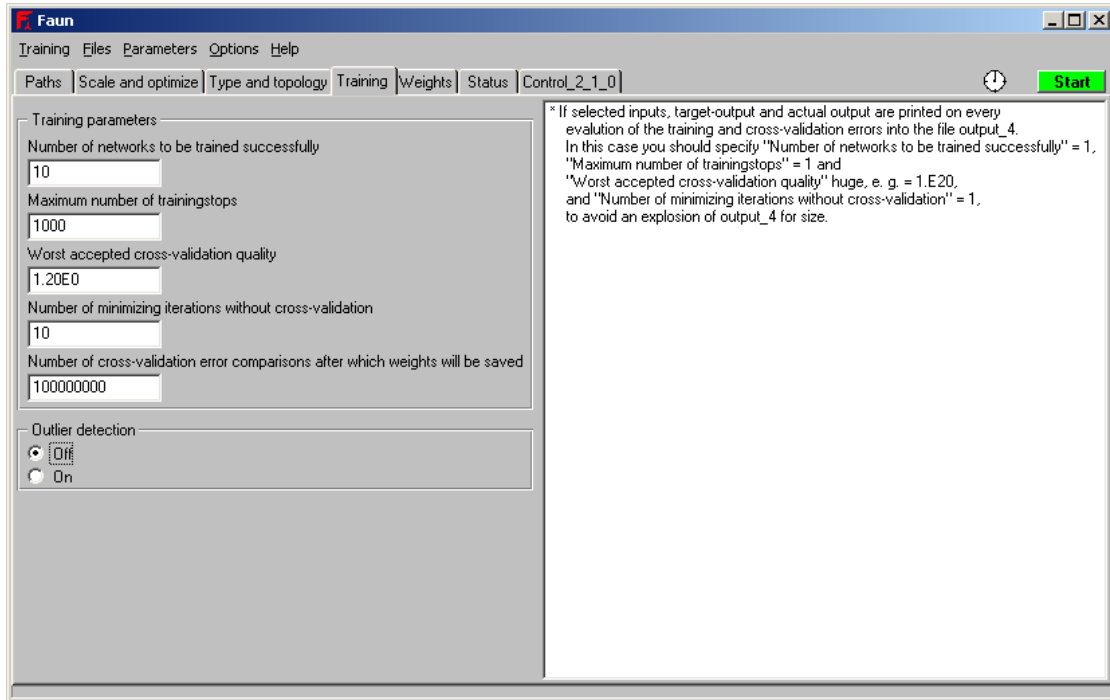 Faun
Training Files Parameters Options Help
Paths Scale and optimize Type and topology Training Weights Status Control_2_1_0 Start
Training parameters
Number of networks to be trained successfully
10
Maximum number of trainingstops
1000
Worst accepted cross-validation quality
1.20E0
Number of minimizing iterations without cross-validation
10
Number of cross-validation error comparisons after which weights will be saved
100000000
Outlier detection
Off
On
* If selected inputs, target-output and actual output are printed on every
evalution of the training and cross-validation errors into the file output_4.
In this case you should specify "Number of networks to be trained successfully" = 1,
"Maximum number of trainingstops" = 1 and
"Worst accepted cross-validation quality" huge, e. g. = 1.E20,
and "Number of minimizing iterations without cross-validation" = 1,
to avoid an explosion of output_4 for size.